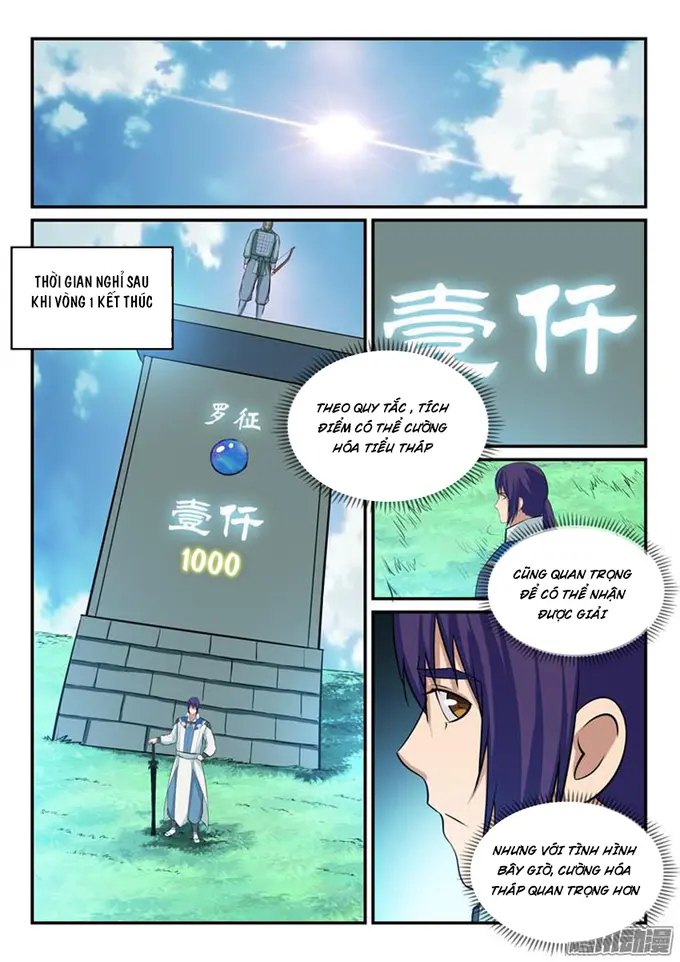 THỜI GIAN NGHỈ SAU
KHI VÒNG 1 KẾT THÚC
罗征
壹仟
1000
壹仟
THEO QUY TẮC , TÍCH
ĐIỂM CÓ THỂ CƯỜNG
HÓA TIỂU THÁP
CŨNG QUAN TRỌNG
ĐỂ CÓ THỂ NHẬN
ĐƯỢC GIẢI
NHƯNG VỚI TÌNH HÌNH
BÂY GIỜ, CƯỜNG HÓA
THÁP QUAN TRỌNG HƠN
动漫